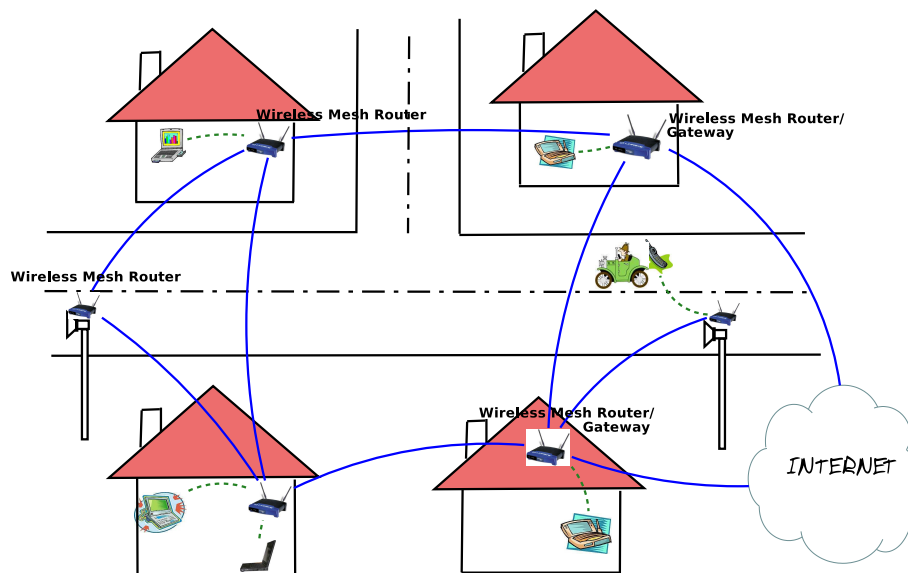 Wireless Mesh Router
Wireless Mesh Router/
Gateway
Wireless Mesh Router
Wireless Mesh Router/
Gateway
INTERNET